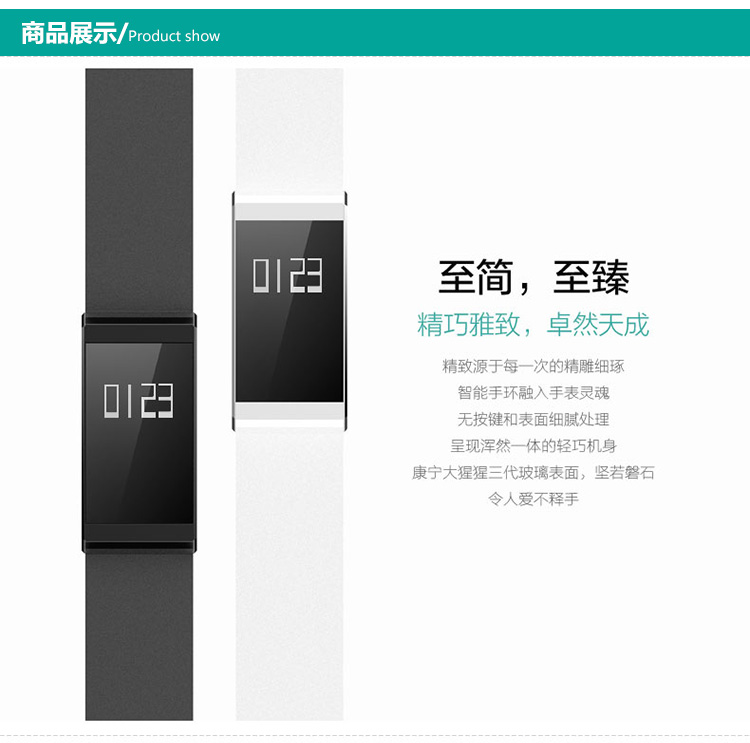 商品展示/Product show
0123
0123
至简，至臻
精巧雅致，卓然天成
精致源于每一次的精雕细琢
智能手环融入手表灵魂
无按键和表面细腻处理
呈现浑然一体的轻巧机身
康宁大猩猩三代玻璃表面，坚若磐石
令人爱不释手